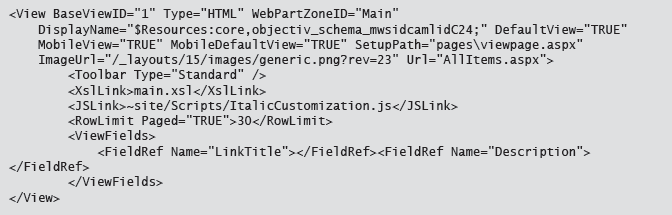 <View BaseViewID="1" Type="HTML" WebPartZoneID="Main"
DisplayName="$Resources:core,objectiv_schema_mwsidcamlidC24;" DefaultView="TRUE"
MobileView="TRUE" MobileDefaultView="TRUE" SetupPath="pages\viewpage.aspx"
ImageUrl="/_layouts/15/images/generic.png?rev=23" Url="AllItems.aspx">
<Toolbar Type="Standard" />
<XslLink>main.xsl</XslLink>
<JSLink>~site/Scripts/ItalicCustomization.js</JSLink>
<RowLimit Paged="TRUE">30</RowLimit>
<ViewFields>
<FieldRef Name="LinkTitle"></FieldRef><FieldRef Name="Description">
</FieldRef>
</ViewFields>
</View>